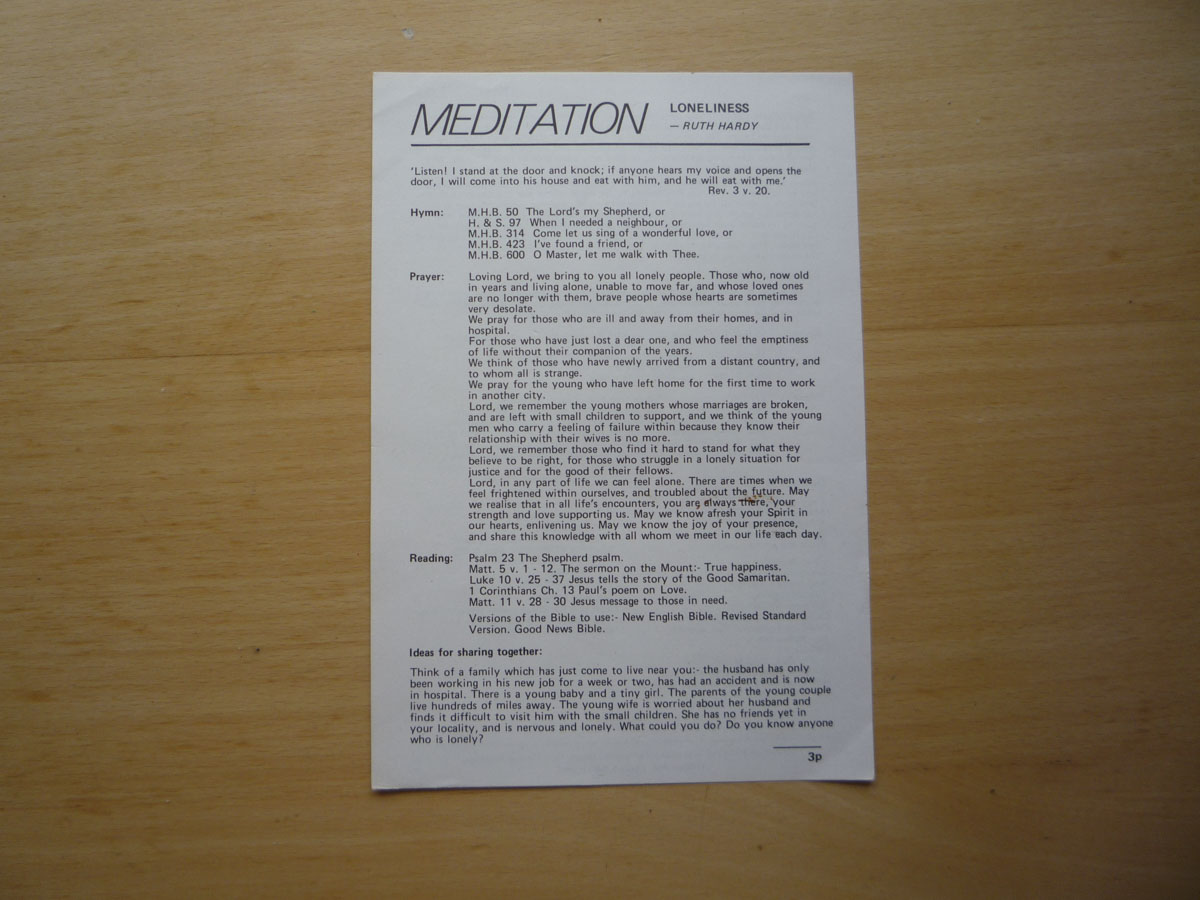 MEDITATION
LONELINESS
— RUTH HARDY
'Listen! I stand at the door and knock; if anyone hears my voice and opens the
door, I will come into his house and eat with him, and he will eat with me.'
Rev. 3 v. 20.
Hymn: M.H.B. 50 The Lord's my Shepherd, or
H. & S. 97 When I needed a neighbour, or
M.H.B. 314 Come let us sing of a wonderful love, or
M.H.B. 423 I've found a friend, or
M.H.B. 600 O Master, let me walk with Thee.
Prayer: Loving Lord, we bring to you all lonely people. Those who, now old
in years and living alone, unable to move far, and whose loved ones
are no longer with them, brave people whose hearts are sometimes
very desolate.
We pray for those who are ill and away from their homes, and in
hospital.
For those who have just lost a dear one, and who feel the emptiness
of life without their companion of the years.
We think of those who have newly arrived from a distant country, and
to whom all is strange.
We pray for the young who have left home for the first time to work
in another city.
Lord, we remember the young mothers whose marriages are broken,
and are left with small children to support, and we think of the young
men who carry a feeling of failure within because they know their
relationship with their wives is no more.
Lord, we remember those who find it hard to stand for what they
believe to be right, for those who struggle in a lonely situation for
justice and for the good of their fellows.
Lord, in any part of life we can feel alone. There are times when we
feel frightened within ourselves, and troubled about the future. May
we realise that in all life's encounters, you are always there, your
strength and love supporting us. May we know afresh your Spirit in
our hearts, enlivening us. May we know the joy of your presence,
and share this knowledge with all whom we meet in our life each day.
Reading: Psalm 23 The Shepherd psalm.
Matt. 5 v. 1 - 12. The sermon on the Mount:- True happiness.
Luke 10 v. 25 - 37 Jesus tells the story of the Good Samaritan.
1 Corinthians Ch. 13 Paul's poem on Love.
Matt. 11 v. 28 - 30 Jesus message to those in need.
Versions of the Bible to use:- New English Bible. Revised Standard
Version. Good News Bible.
Ideas for sharing together:
Think of a family which has just come to live near you:- the husband has only
been working in his new job for a week or two, has had an accident and is now
in hospital. There is a young baby and a tiny girl. The parents of the young couple
live hundreds of miles away. The young wife is worried about her husband and
finds it difficult to visit him with the small children. She has no friends yet in
your locality, and is nervous and lonely. What could you do? Do you know anyone
who is lonely?
3p